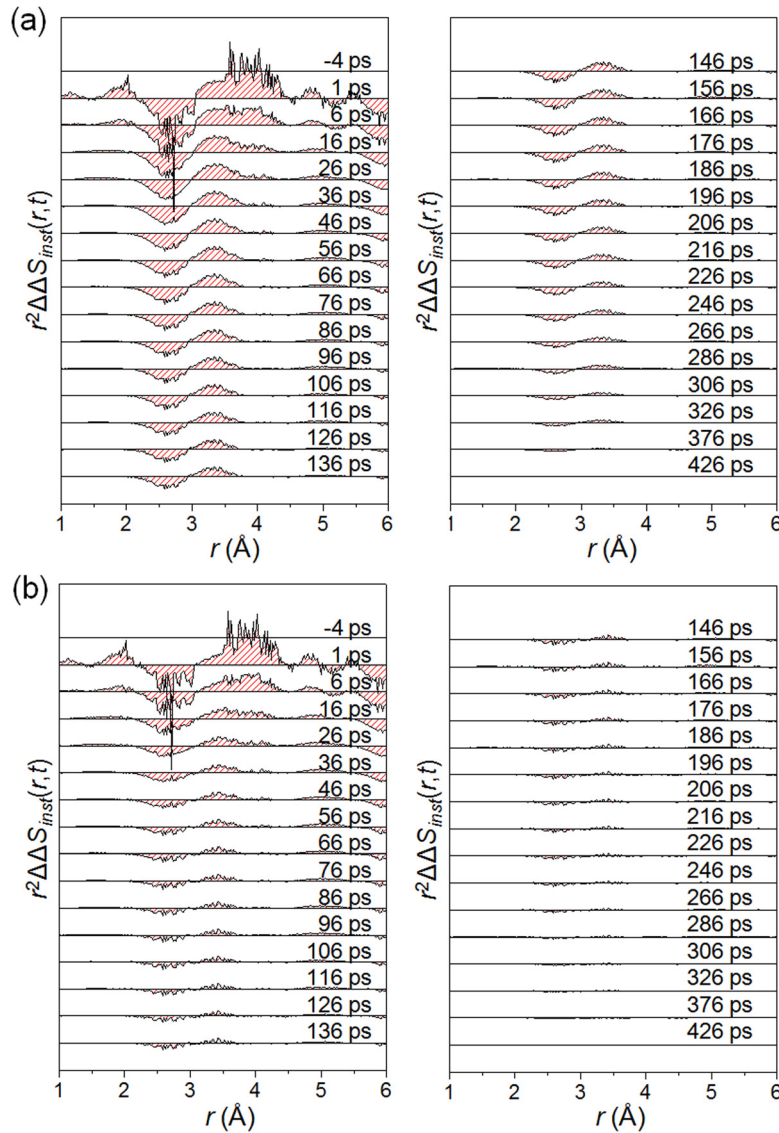 (a)
r²ΔΔS_inst(r,t)
-4 ps
1 ps
6 ps
16 ps
26 ps
36 ps
46 ps
56 ps
66 ps
76 ps
86 ps
96 ps
106 ps
116 ps
126 ps
136 ps
1 2 3 4 5 6
r (Å)
r²ΔΔS_inst(r,t)
146 ps
156 ps
166 ps
176 ps
186 ps
196 ps
206 ps
216 ps
226 ps
246 ps
266 ps
286 ps
306 ps
326 ps
376 ps
426 ps
1 2 3 4 5 6
r (Å)
(b)
r²ΔΔS_inst(r,t)
-4 ps
1 ps
6 ps
16 ps
26 ps
36 ps
46 ps
56 ps
66 ps
76 ps
86 ps
96 ps
106 ps
116 ps
126 ps
136 ps
1 2 3 4 5 6
r (Å)
r²ΔΔS_inst(r,t)
146 ps
156 ps
166 ps
176 ps
186 ps
196 ps
206 ps
216 ps
226 ps
246 ps
266 ps
286 ps
306 ps
326 ps
376 ps
426 ps
1 2 3 4 5 6
r (Å)